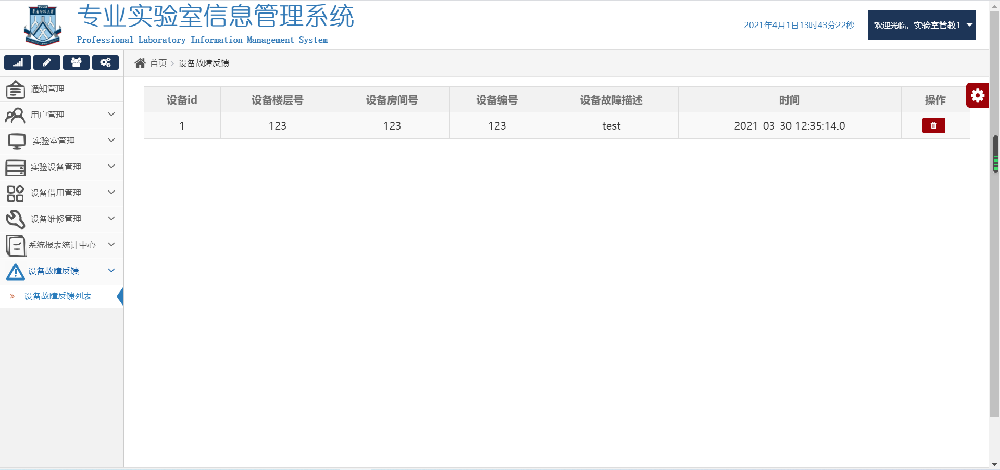 专业实验室信息管理系统
Professional Laboratory Information Management System
2021年4月1日13时43分22秒
欢迎光临，实验室管教1
首页 > 设备故障反馈
通知管理
用户管理
实验室管理
实验设备管理
设备借用管理
设备维修管理
系统报表统计中心
设备故障反馈
» 设备故障反馈列表
设备id 设备楼层号 设备房间号 设备编号 设备故障描述 时间 操作
1 123 123 123 test 2021-03-30 12:35:14.0